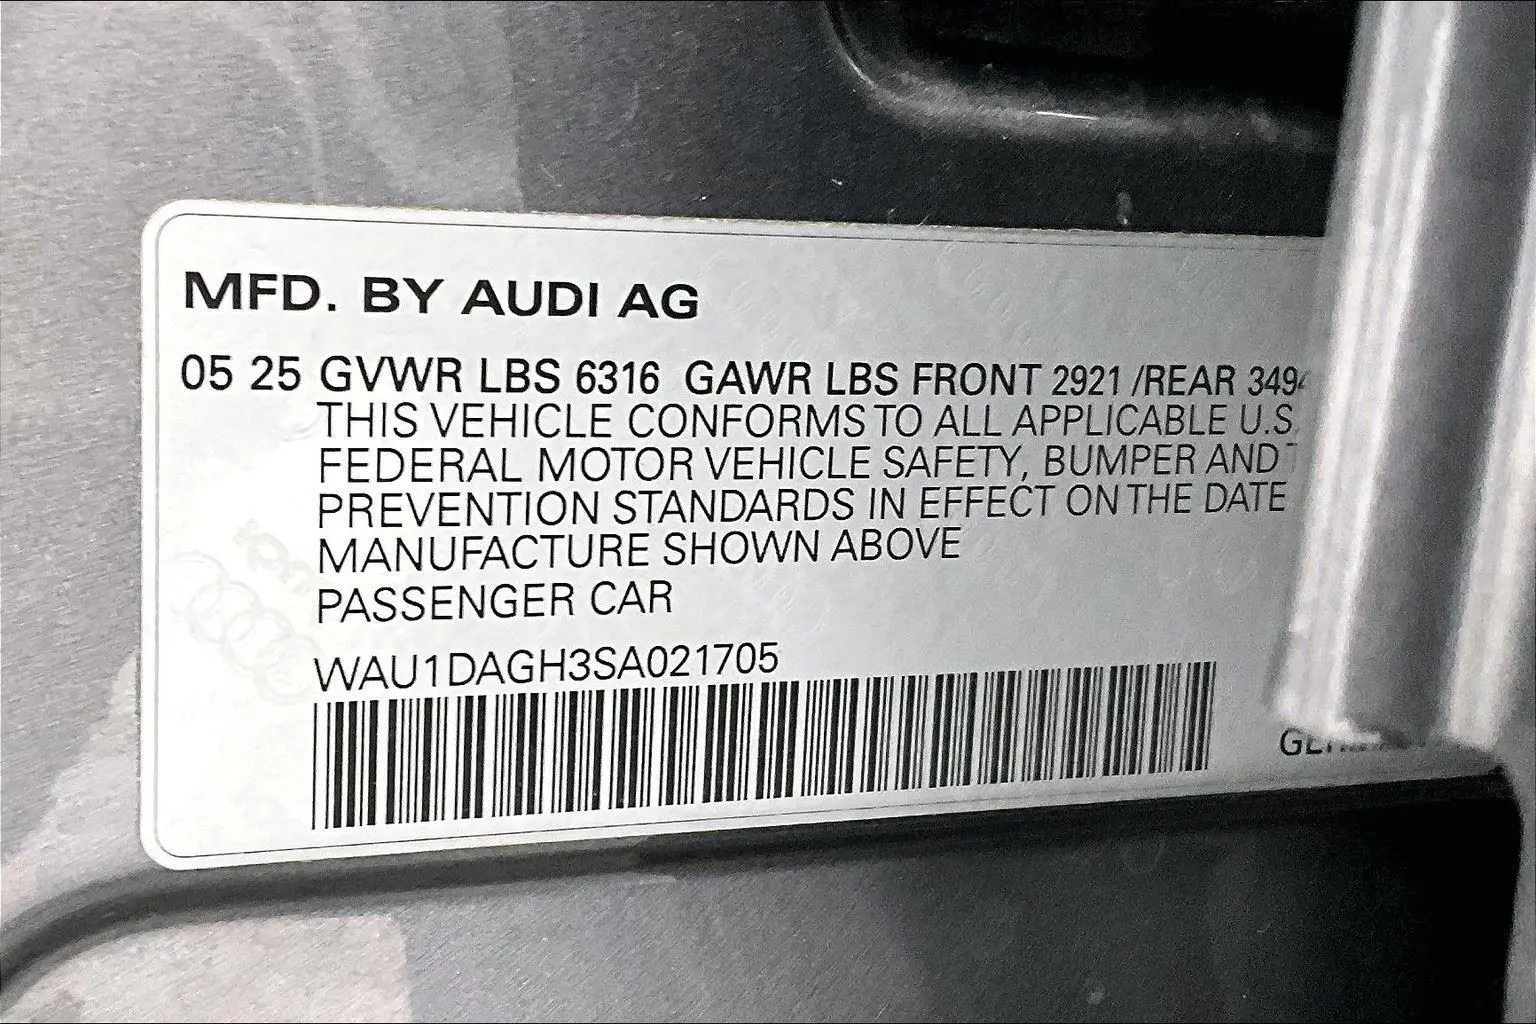 MFD. BY AUDI AG
05 25 GVWR LBS 6316 GAWR LBS FRONT 2921 /REAR 349
THIS VEHICLE CONFORMS TO ALL APPLICABLE U.S.
FEDERAL MOTOR VEHICLE SAFETY, BUMPER AND
PREVENTION STANDARDS IN EFFECT ON THE DATE
MANUFACTURE SHOWN ABOVE
PASSENGER CAR
WAU1DAGH3SA021705